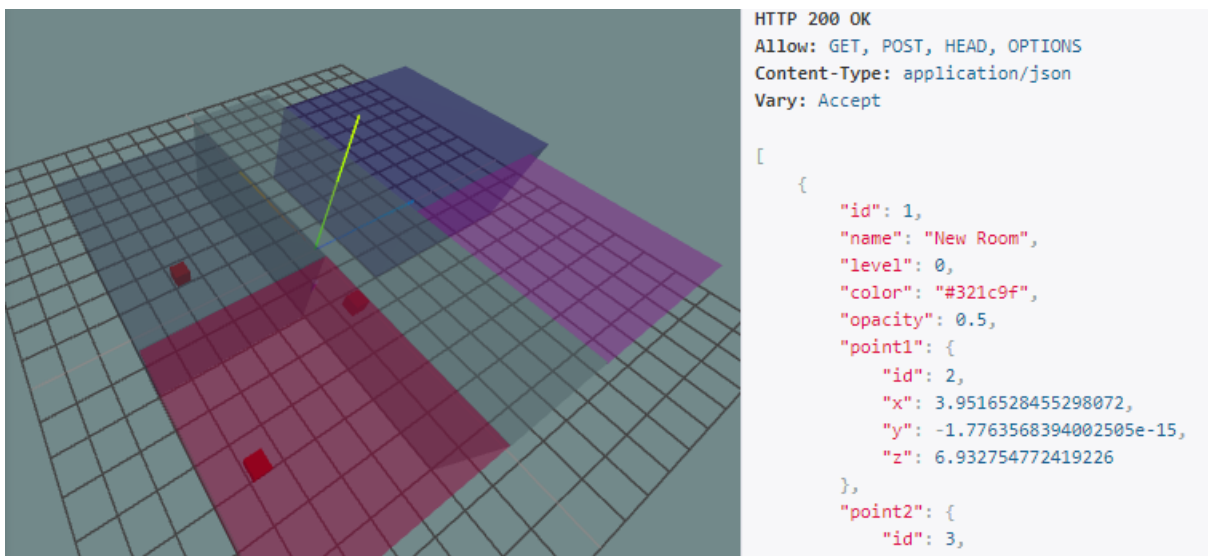 HTTP 200 OK
Allow: GET, POST, HEAD, OPTIONS
Content-Type: application/json
Vary: Accept
[
{
"id": 1,
"name": "New Room",
"level": 0,
"color": "#321c9f",
"opacity": 0.5,
"point1": {
"id": 2,
"x": 3.9516528455298072,
"y": -1.7763568394002505e-15,
"z": 6.932754772419226
},
"point2": {
"id": 3,